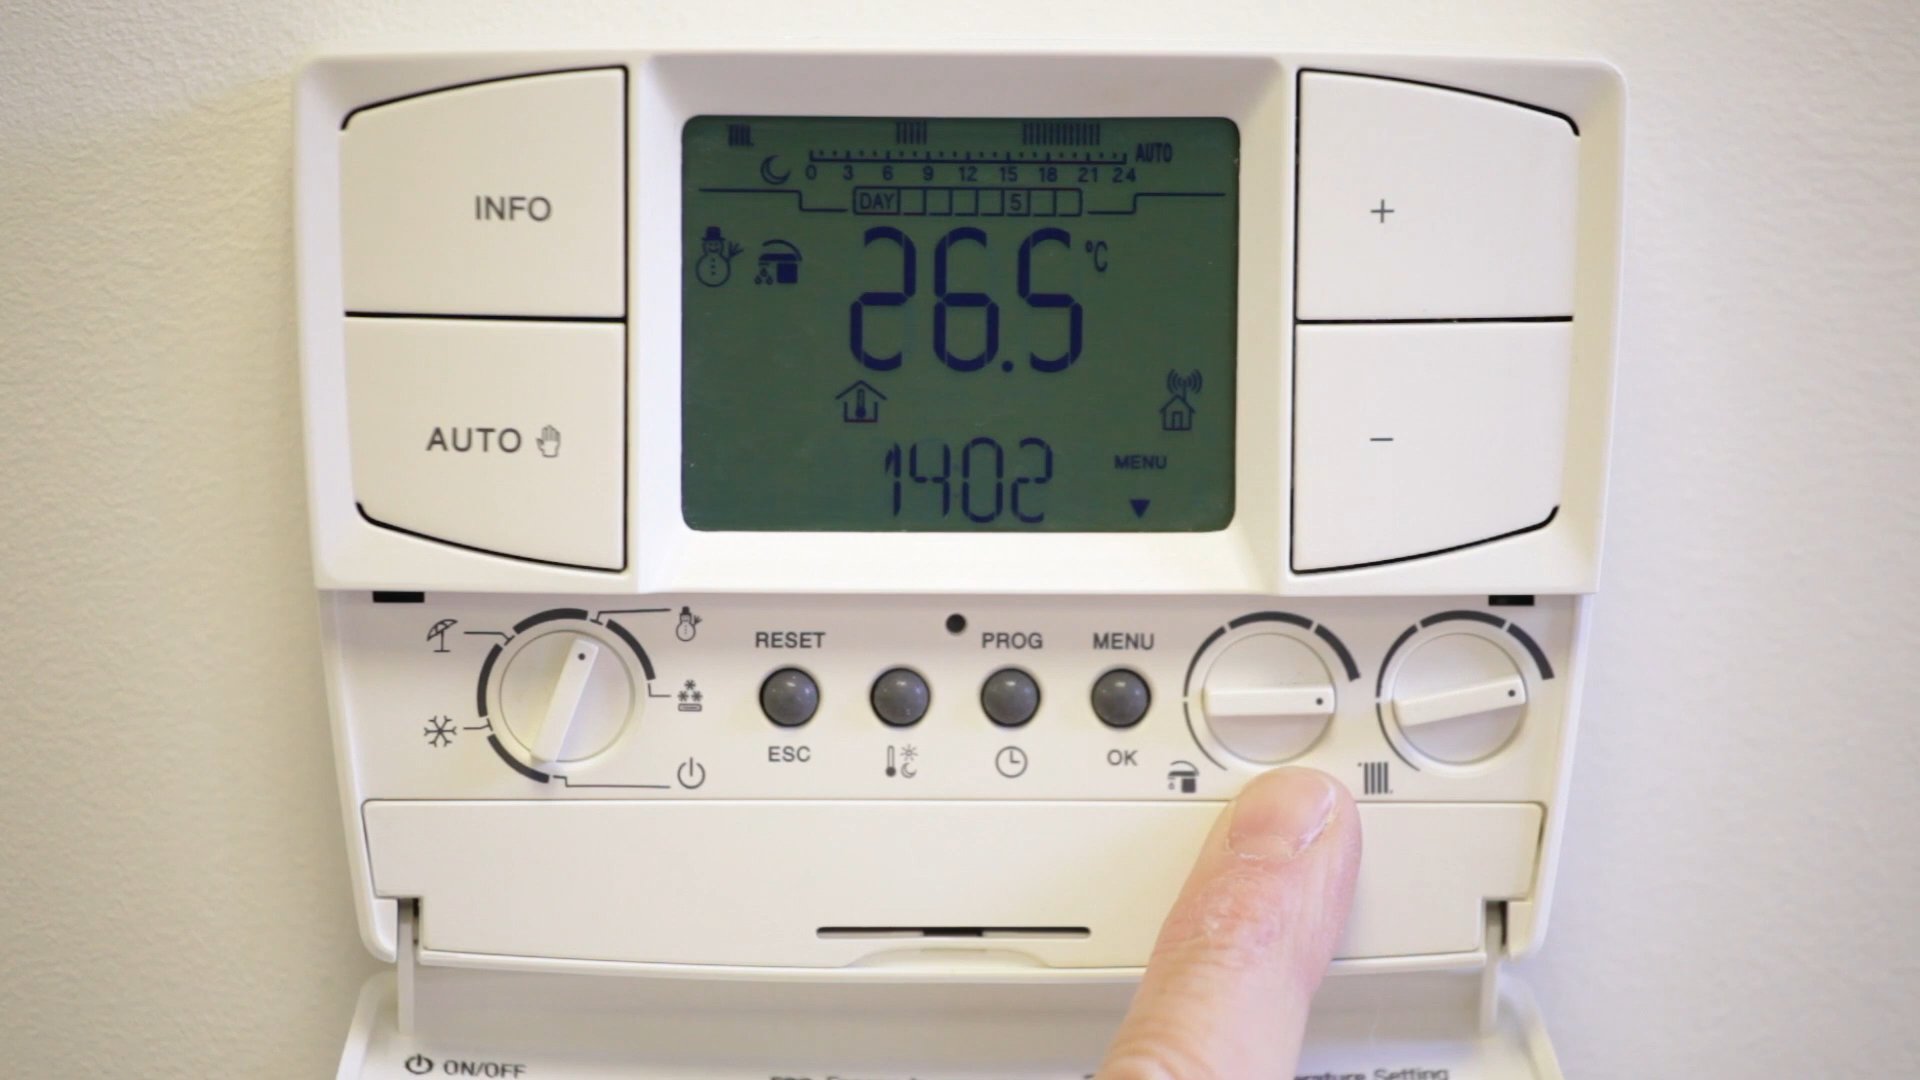 AUTO
0 3 6 9 12 15 18 21 24
DAY 5
INFO
+
26.5 °C
AUTO
−
MENU
1402
RESET PROG MENU
ESC OK
ON/OFF
Setting